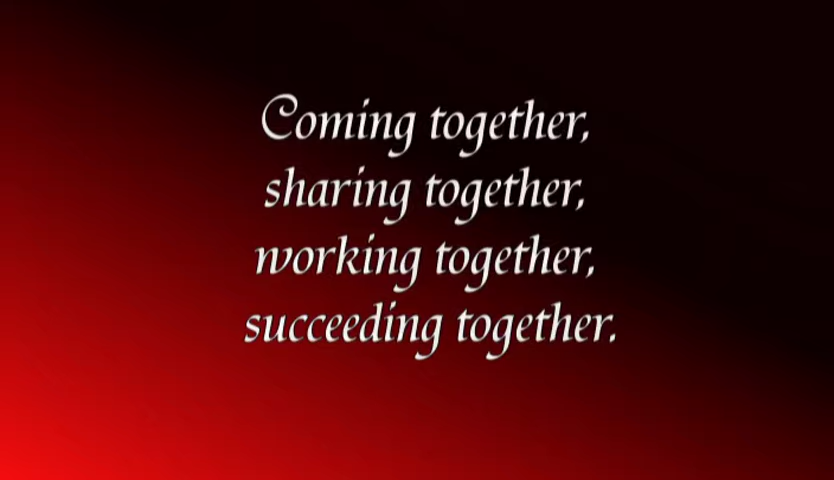 Coming together,
sharing together,
working together,
succeeding together.